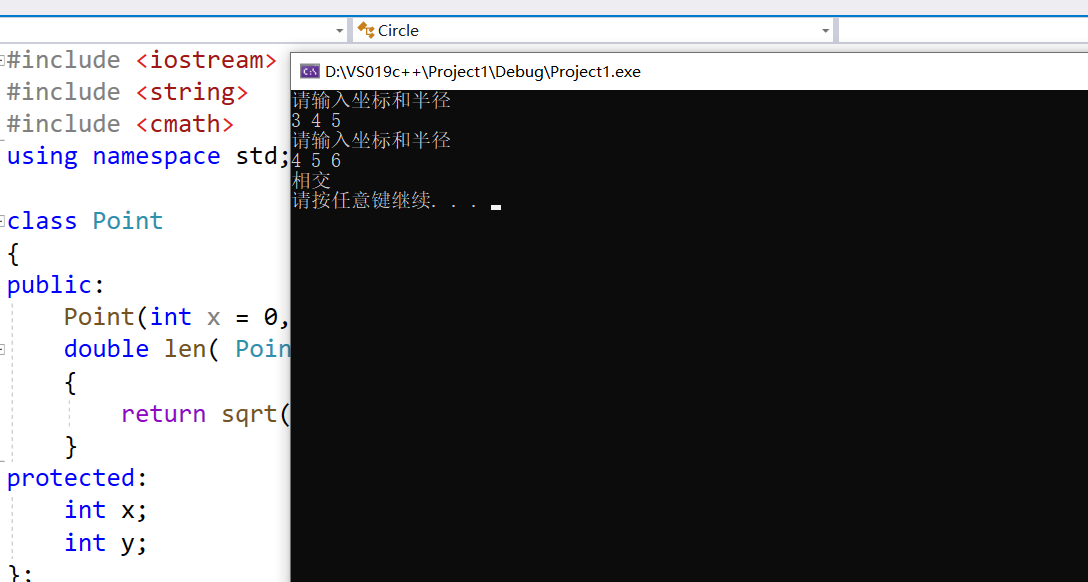 Circle
#include <iostream>
#include <string>
#include <cmath>
using namespace std;
class Point
{
public:
Point(int x = 0,
double len( Poin
{
return sqrt(
}
protected:
int x;
int y;
};
D:\VS019c++\Project1\Debug\Project1.exe
请输入坐标和半径
3 4 5
请输入坐标和半径
4 5 6
相交
请按任意键继续. . .